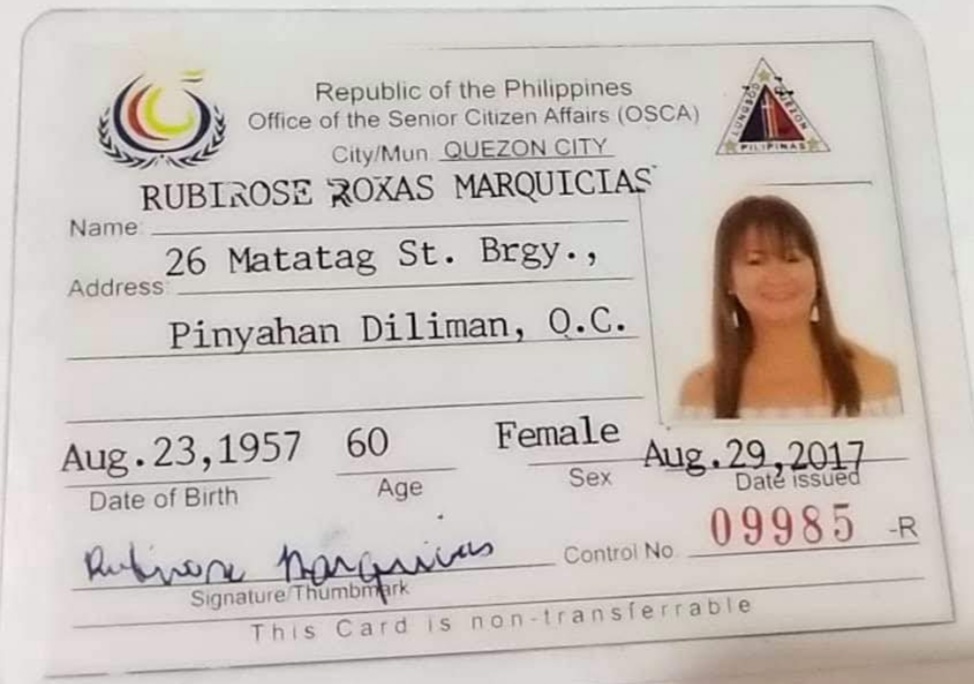 Republic of the Philippines
Office of the Senior Citizen Affairs (OSCA)
City/Mun. QUEZON CITY
LUNGSOD QUEZON
PILIPINAS
RUBIROSE ROXAS MARQUICIAS
Name:
26 Matatag St. Brgy.,
Address:
Pinyahan Diliman, Q.C.
Aug.23,1957 60 Female Aug.29,2017
Date of Birth Age Sex Date issued
09985 -R
Rubirose Marquicias Control No.
Signature/Thumbmark
This Card is non-transferrable